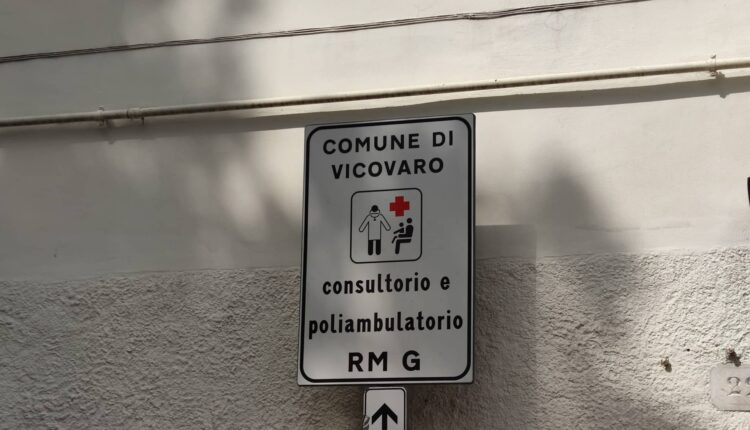 COMUNE DI
VICOVARO
consultorio e
poliambulatorio
RM G